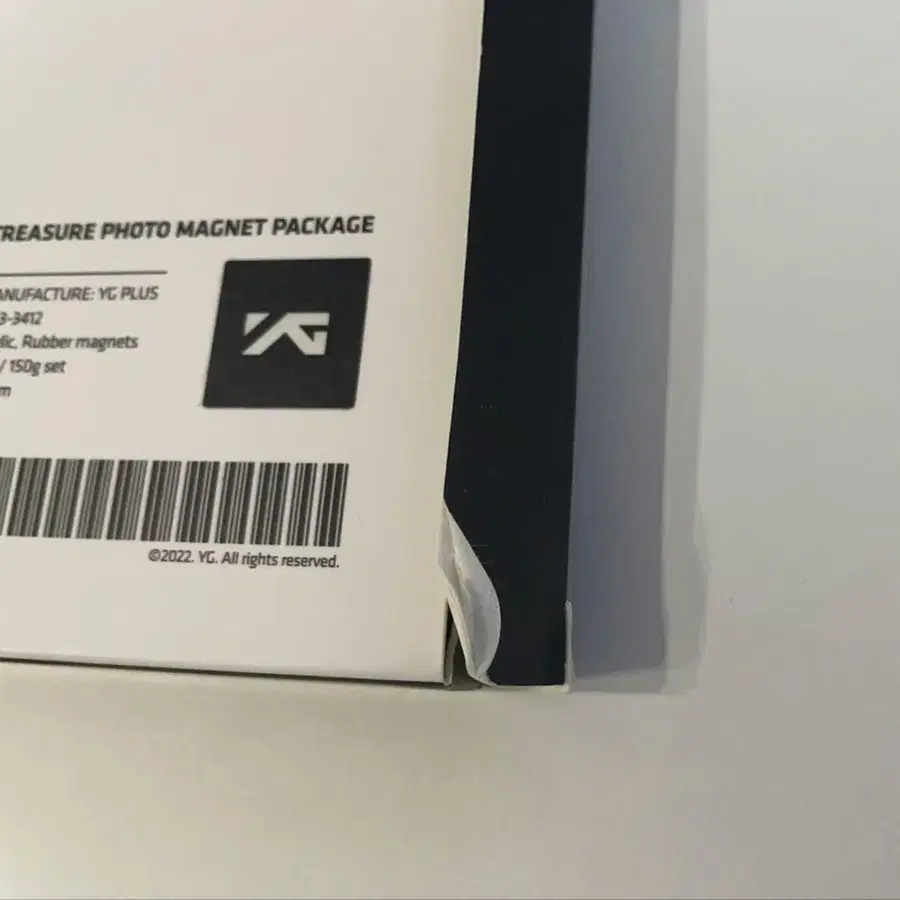 TREASURE PHOTO MAGNET PACKAGE
ANUFACTURE: YG PLUS
3-3412
lic, Rubber magnets
/ 150g set
m
YG
©2022. YG. All rights reserved.